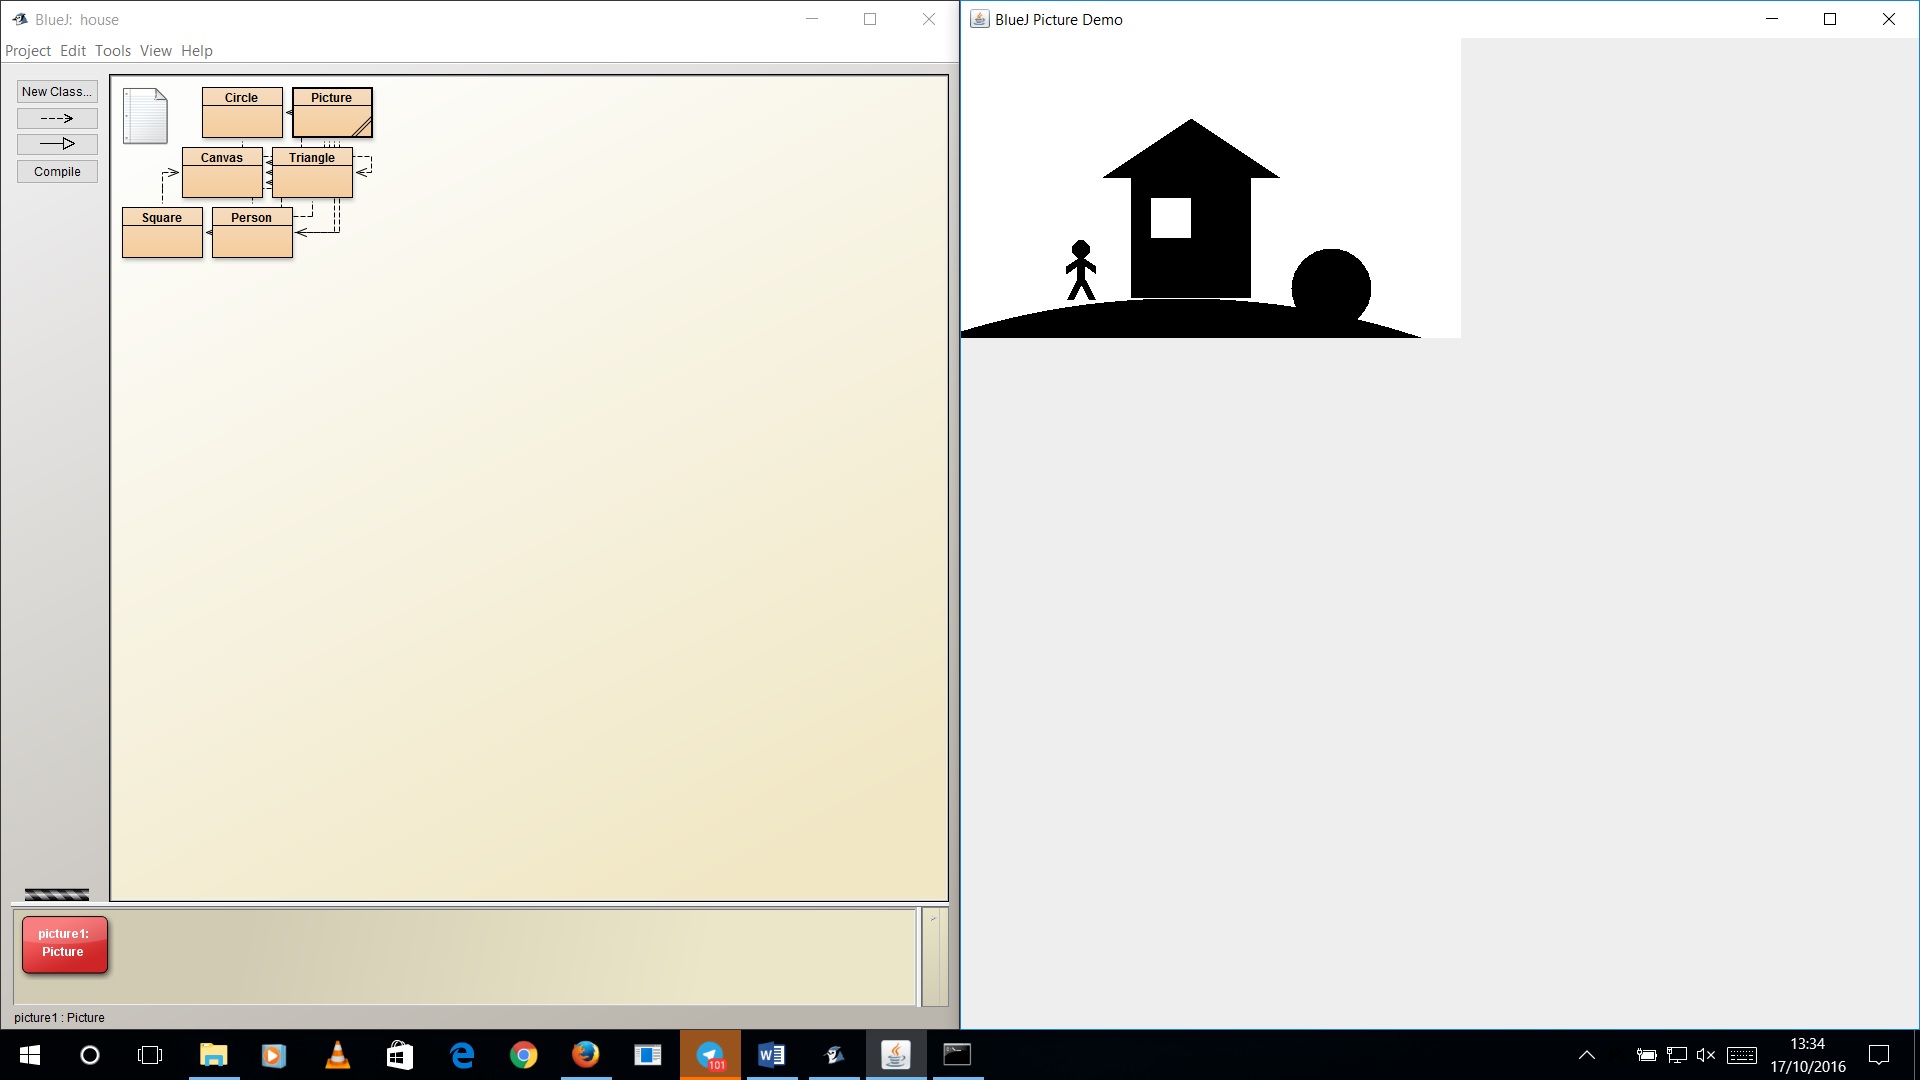 BlueJ: house
Project Edit Tools View Help
New Class...
Compile
Circle
Picture
Canvas
Triangle
Square
Person
picture1:
Picture
picture1 : Picture
BlueJ Picture Demo
101
13:34
17/10/2016